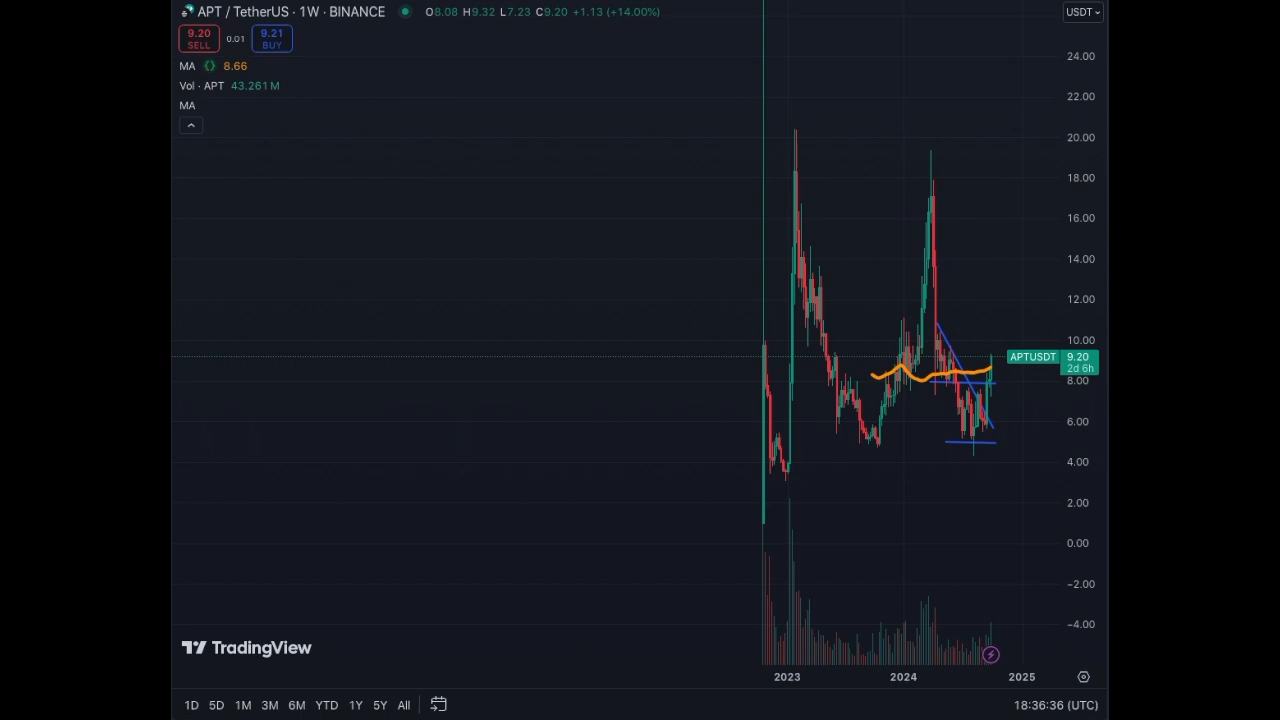 APT / TetherUS · 1W · BINANCE O8.08 H9.32 L7.23 C9.20 +1.13 (+14.00%)
USDT
9.20 SELL 0.01 9.21 BUY
MA {} 8.66
Vol · APT 43.261 M
MA
24.00
22.00
20.00
18.00
16.00
14.00
12.00
10.00
APTUSDT 9.20
2d 6h
8.00
6.00
4.00
2.00
0.00
−2.00
−4.00
TradingView
2023 2024 2025
1D 5D 1M 3M 6M YTD 1Y 5Y All 18:36:36 (UTC)